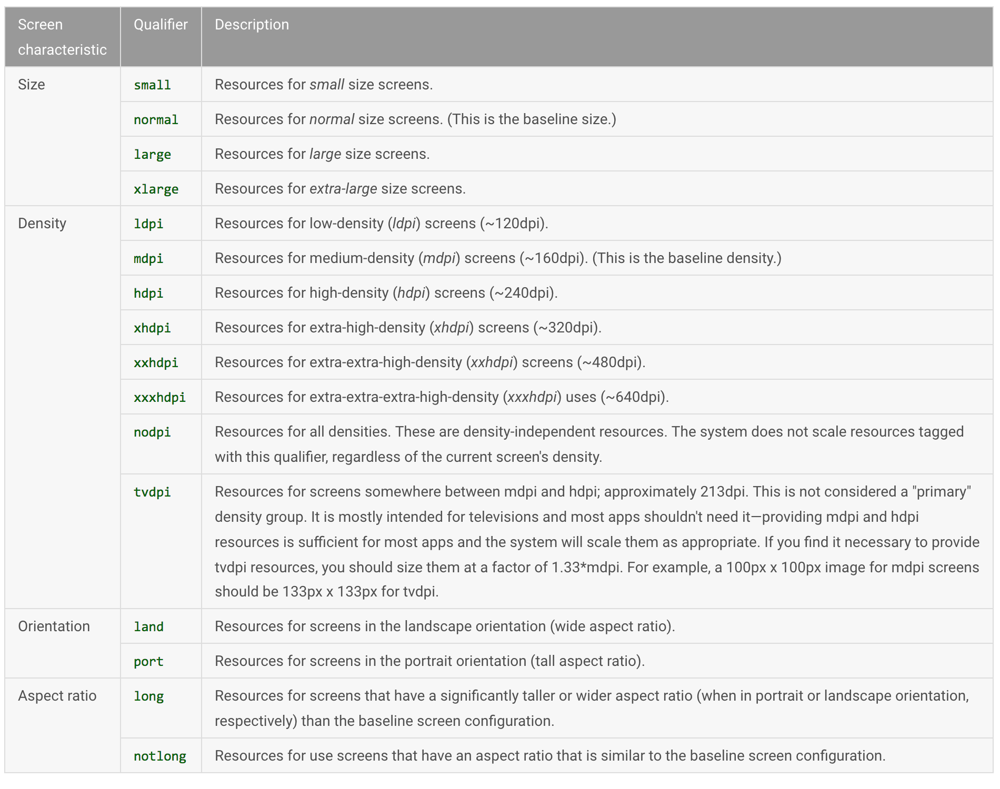 Screen characteristic Qualifier Description
Size small Resources for small size screens.
normal Resources for normal size screens. (This is the baseline size.)
large Resources for large size screens.
xlarge Resources for extra-large size screens.
Density ldpi Resources for low-density (ldpi) screens (~120dpi).
mdpi Resources for medium-density (mdpi) screens (~160dpi). (This is the baseline density.)
hdpi Resources for high-density (hdpi) screens (~240dpi).
xhdpi Resources for extra-high-density (xhdpi) screens (~320dpi).
xxhdpi Resources for extra-extra-high-density (xxhdpi) screens (~480dpi).
xxxhdpi Resources for extra-extra-extra-high-density (xxxhdpi) uses (~640dpi).
nodpi Resources for all densities. These are density-independent resources. The system does not scale resources tagged
with this qualifier, regardless of the current screen's density.
tvdpi Resources for screens somewhere between mdpi and hdpi; approximately 213dpi. This is not considered a "primary"
density group. It is mostly intended for televisions and most apps shouldn't need it—providing mdpi and hdpi
resources is sufficient for most apps and the system will scale them as appropriate. If you find it necessary to provide
tvdpi resources, you should size them at a factor of 1.33*mdpi. For example, a 100px x 100px image for mdpi screens
should be 133px x 133px for tvdpi.
Orientation land Resources for screens in the landscape orientation (wide aspect ratio).
port Resources for screens in the portrait orientation (tall aspect ratio).
Aspect ratio long Resources for screens that have a significantly taller or wider aspect ratio (when in portrait or landscape orientation,
respectively) than the baseline screen configuration.
notlong Resources for use screens that have an aspect ratio that is similar to the baseline screen configuration.